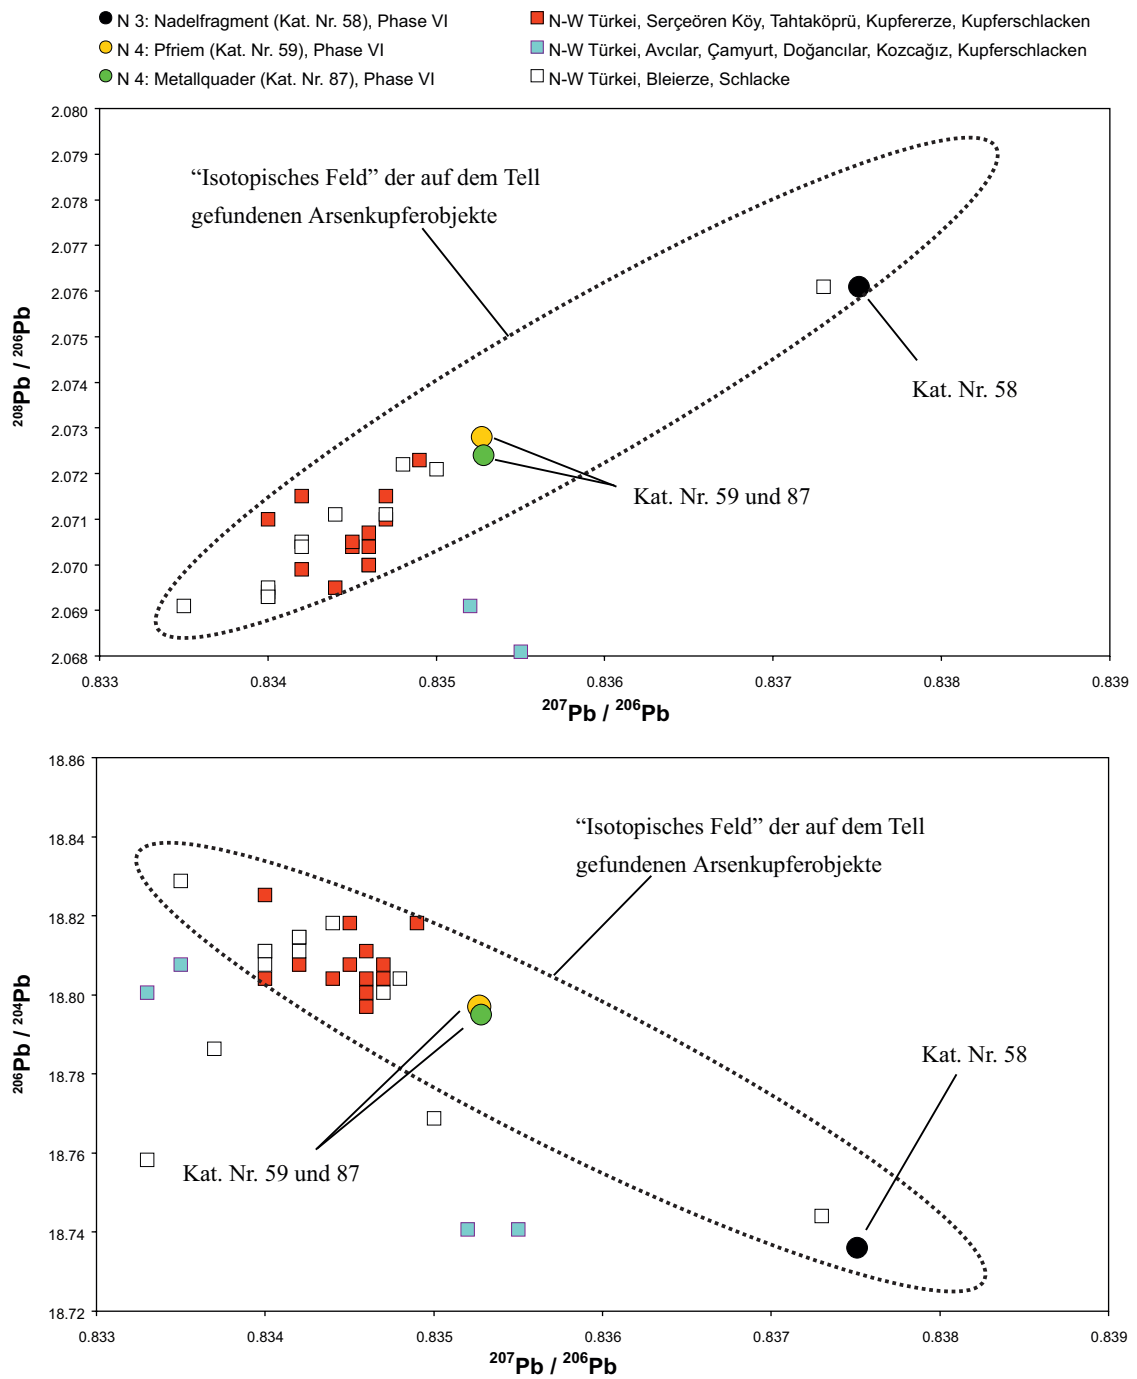 N 3: Nadelfragment (Kat. Nr. 58), Phase VI
N 4: Pfriem (Kat. Nr. 59), Phase VI
N 4: Metallquader (Kat. Nr. 87), Phase VI
N-W Türkei, Serçeören Köy, Tahtaköprü, Kupfererze, Kupferschlacken
N-W Türkei, Avcılar, Çamyurt, Doğancılar, Kozcağız, Kupferschlacken
N-W Türkei, Bleierze, Schlacke
2.080
2.079
2.078
2.077
2.076
2.075
2.074
2.073
2.072
2.071
2.070
2.069
2.068
²⁰⁸Pb / ²⁰⁶Pb
“Isotopisches Feld” der auf dem Tell
gefundenen Arsenkupferobjekte
Kat. Nr. 58
Kat. Nr. 59 und 87
0.833
0.834
0.835
0.836
0.837
0.838
0.839
²⁰⁷Pb / ²⁰⁶Pb
18.86
18.84
18.82
18.80
18.78
18.76
18.74
18.72
²⁰⁶Pb / ²⁰⁴Pb
“Isotopisches Feld” der auf dem Tell
gefundenen Arsenkupferobjekte
Kat. Nr. 58
Kat. Nr. 59 und 87
0.833
0.834
0.835
0.836
0.837
0.838
0.839
²⁰⁷Pb / ²⁰⁶Pb